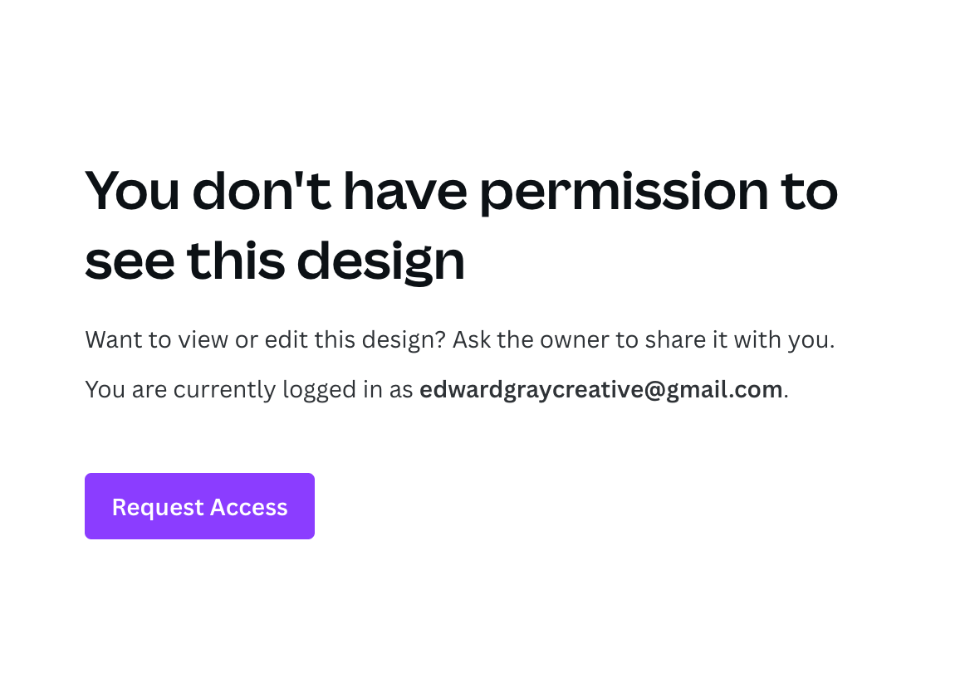 You don't have permission to
see this design
Want to view or edit this design? Ask the owner to share it with you.
You are currently logged in as edwardgraycreative@gmail.com.
Request Access